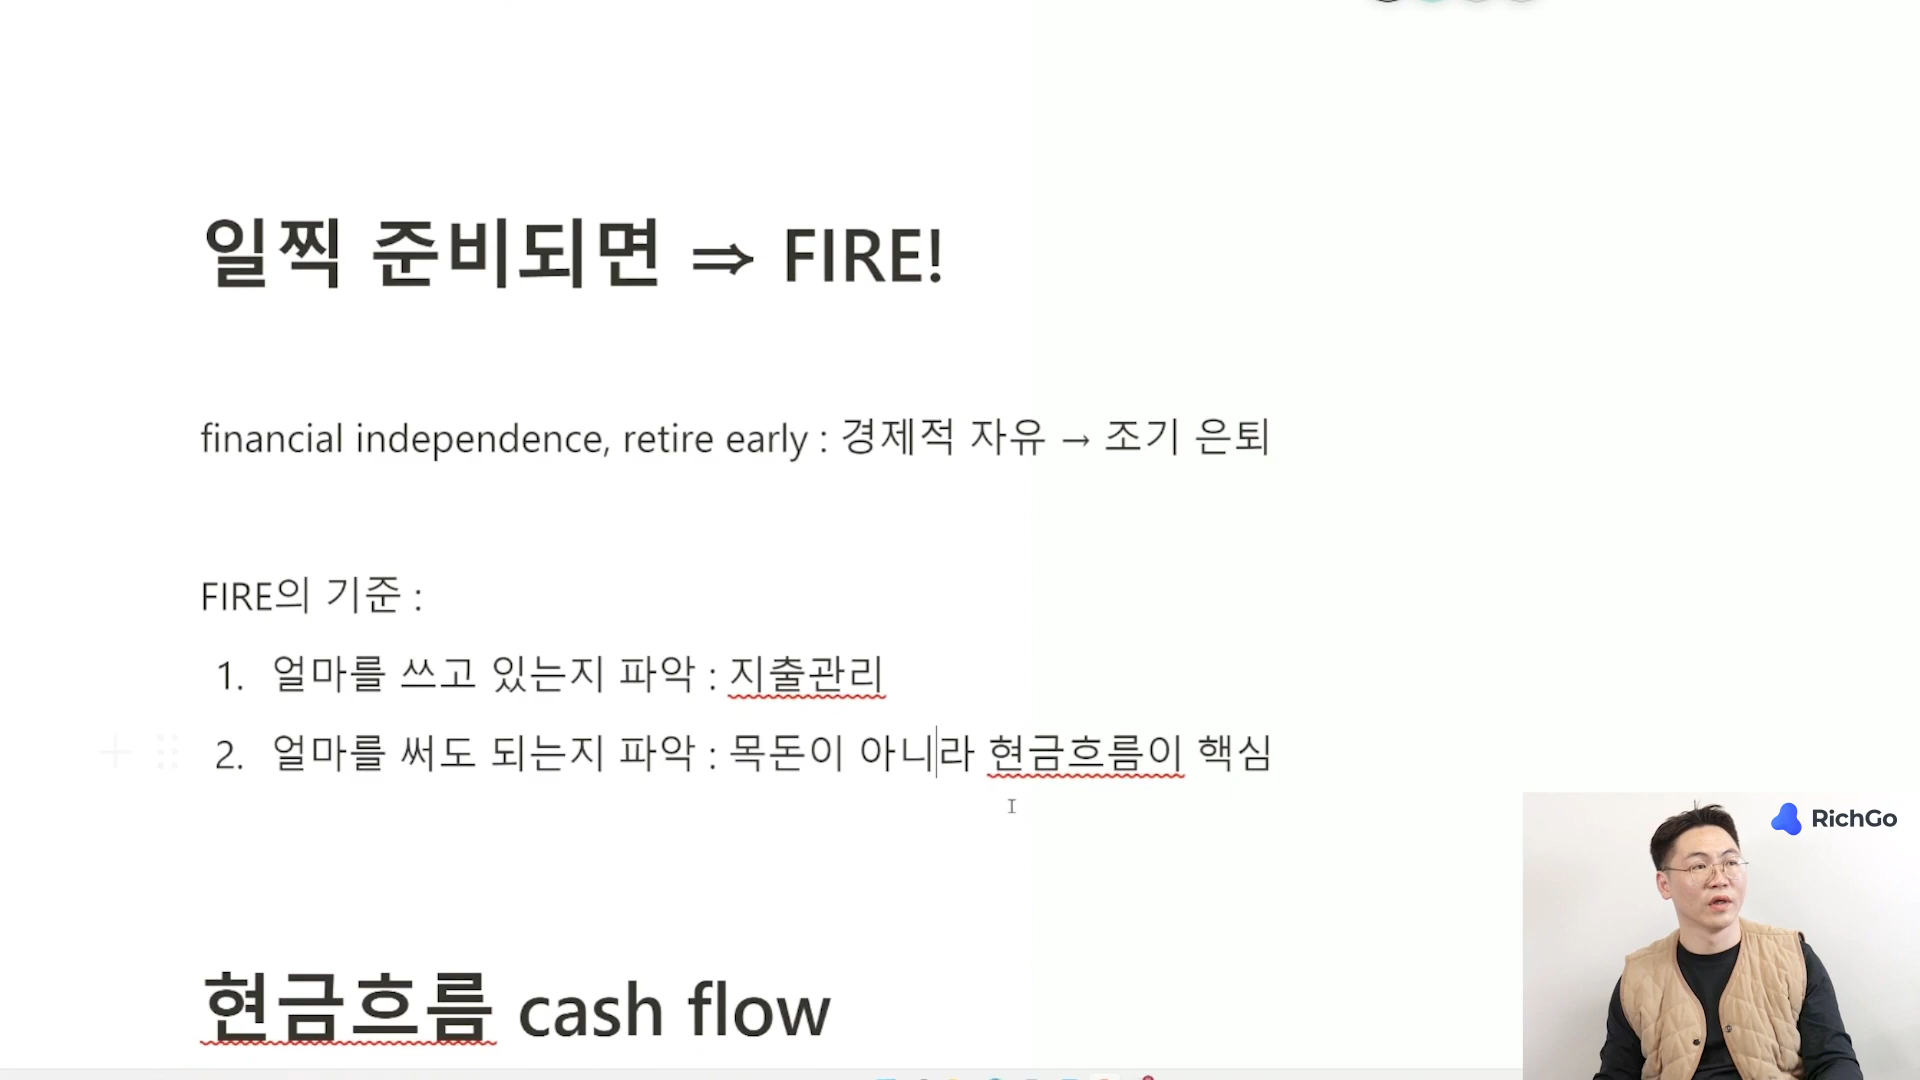 일찍 준비되면 ⇒ FIRE!
financial independence, retire early : 경제적 자유 → 조기 은퇴
FIRE의 기준 :
1. 얼마를 쓰고 있는지 파악 : 지출관리
2. 얼마를 써도 되는지 파악 : 목돈이 아니라 현금흐름이 핵심
현금흐름 cash flow
RichGo